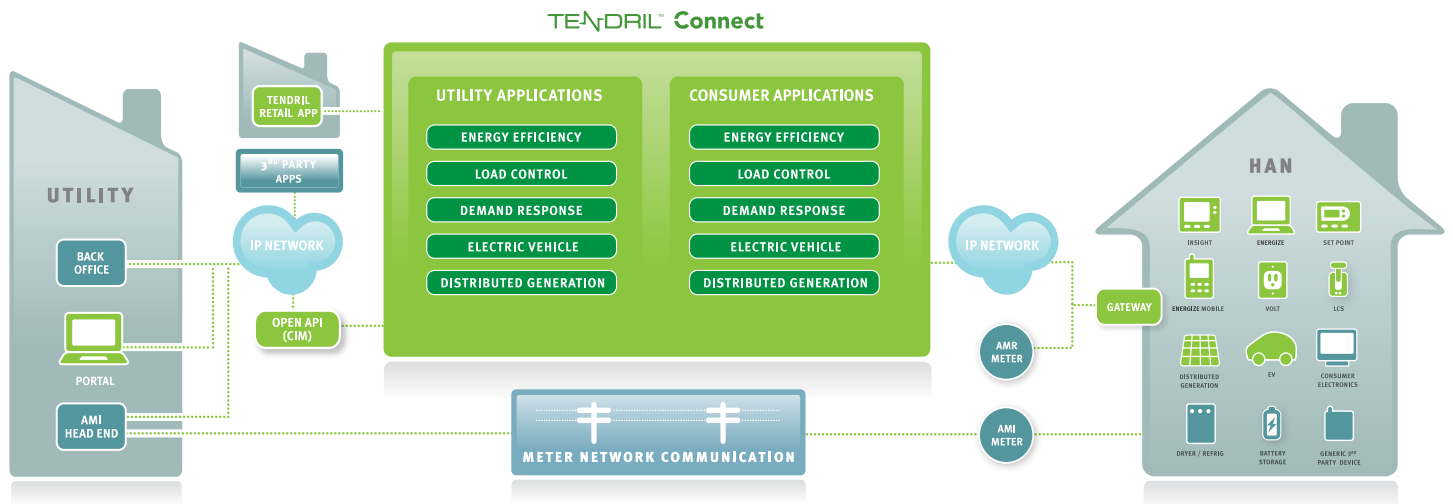 TENDRIL™ Connect
UTILITY
BACK
OFFICE
PORTAL
AMI
HEAD END
TENDRIL
RETAIL APP
3RD PARTY
APPS
IP NETWORK
OPEN API
(CIM)
UTILITY APPLICATIONS
ENERGY EFFICIENCY
LOAD CONTROL
DEMAND RESPONSE
ELECTRIC VEHICLE
DISTRIBUTED GENERATION
CONSUMER APPLICATIONS
ENERGY EFFICIENCY
LOAD CONTROL
DEMAND RESPONSE
ELECTRIC VEHICLE
DISTRIBUTED GENERATION
METER NETWORK COMMUNICATION
IP NETWORK
AMR
METER
AMI
METER
GATEWAY
HAN
INSIGHT
ENERGIZE
SET POINT
ENERGIZE MOBILE
VOLT
LCS
DISTRIBUTED
GENERATION
EV
CONSUMER
ELECTRONICS
DRYER / REFRIG
BATTERY
STORAGE
GENERIC 3RD
PARTY DEVICE